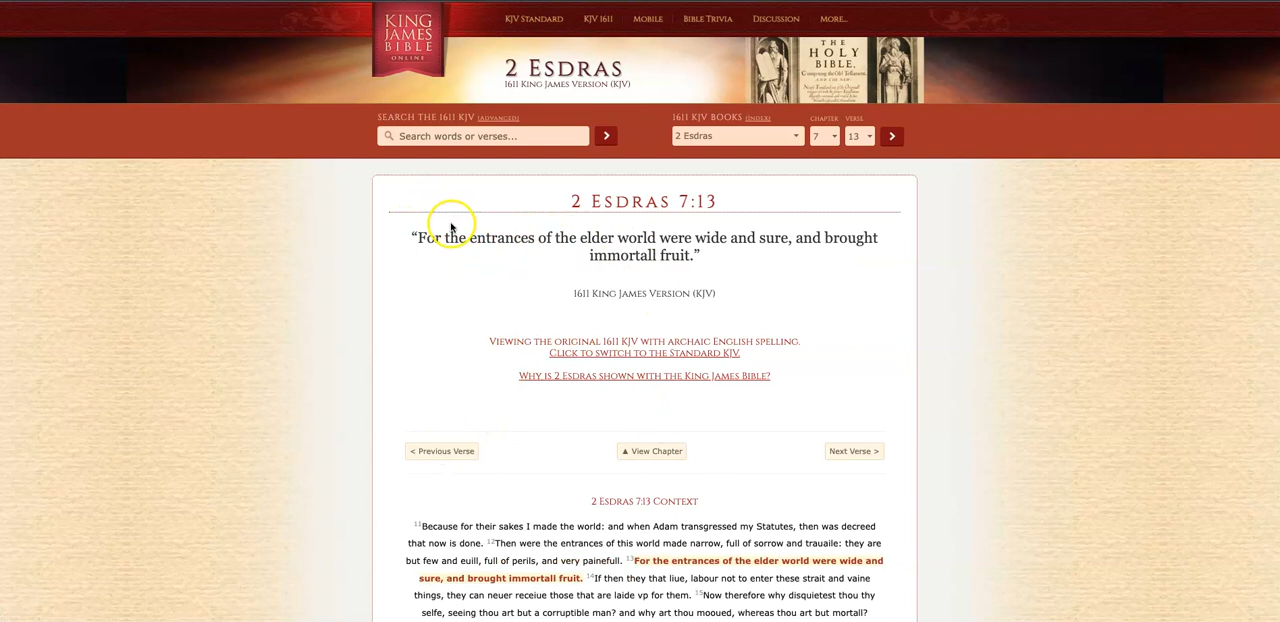 KING
JAMES
BIBLE
ONLINE
KJV STANDARD KJV 1611 MOBILE BIBLE TRIVIA DISCUSSION MORE...
2 ESDRAS
1611 KING JAMES VERSION (KJV)
THE
HOLY
BIBLE,
SEARCH THE 1611 KJV (ADVANCED)
Search words or verses...
1611 KJV BOOKS (INDEX) CHAPTER VERSE
2 Esdras 7 13
2 ESDRAS 7:13
“For the entrances of the elder world were wide and sure, and brought
immortall fruit.”
1611 KING JAMES VERSION (KJV)
VIEWING THE ORIGINAL 1611 KJV WITH ARCHAIC ENGLISH SPELLING.
CLICK TO SWITCH TO THE STANDARD KJV.
WHY IS 2 ESDRAS SHOWN WITH THE KING JAMES BIBLE?
< Previous Verse ▲ View Chapter Next Verse >
2 ESDRAS 7:13 CONTEXT
11Because for their sakes I made the world: and when Adam transgressed my Statutes, then was decreed
that now is done. 12Then were the entrances of this world made narrow, full of sorrow and trauaile: they are
but few and euill, full of perils, and very painefull. 13For the entrances of the elder world were wide and
sure, and brought immortall fruit. 14If then they that liue, labour not to enter these strait and vaine
things, they can neuer receiue those that are laide vp for them. 15Now therefore why disquietest thou thy
selfe, seeing thou art but a corruptible man? and why art thou mooued, whereas thou art but mortall?